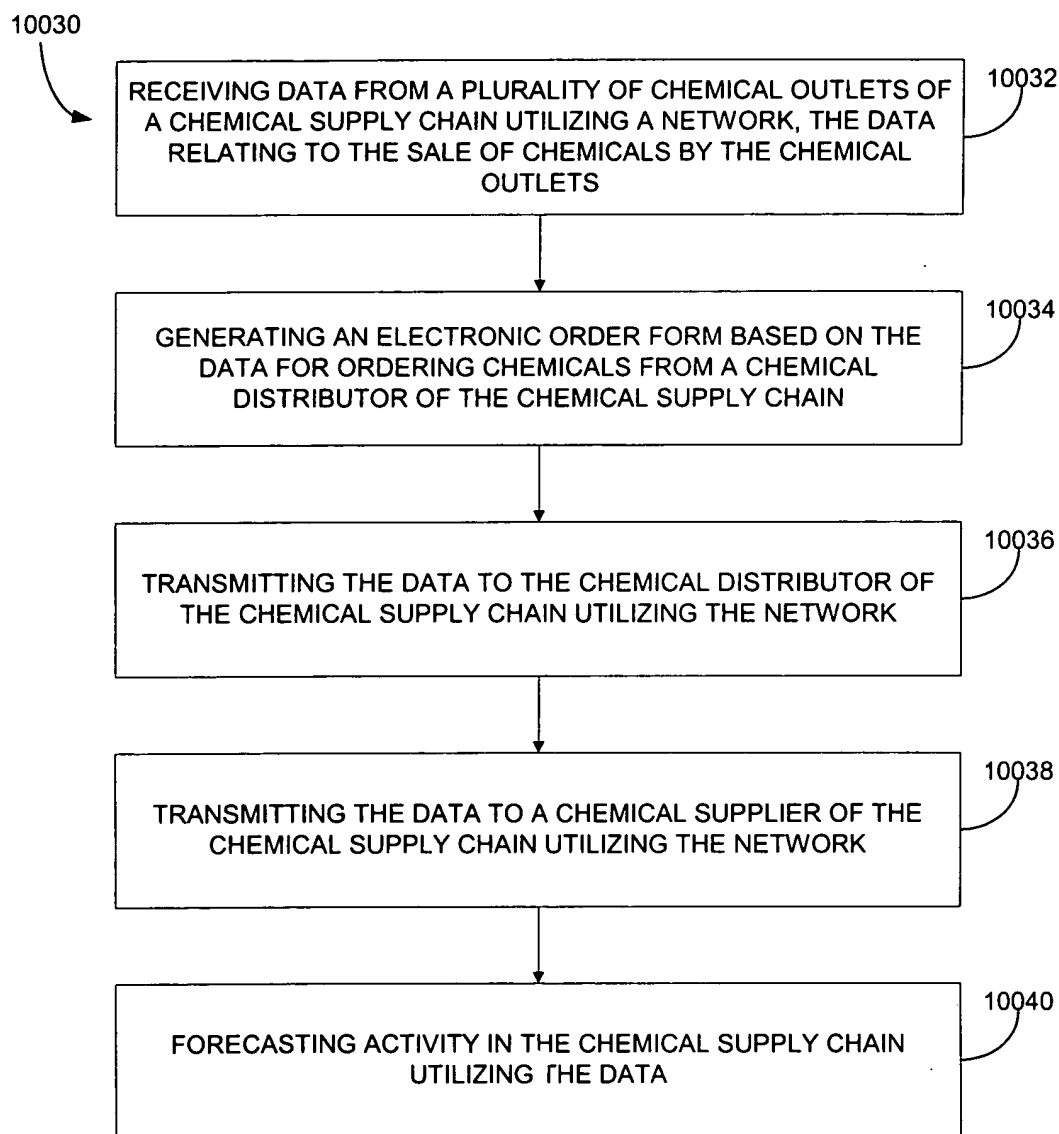 10030
RECEIVING DATA FROM A PLURALITY OF CHEMICAL OUTLETS OF
A CHEMICAL SUPPLY CHAIN UTILIZING A NETWORK, THE DATA
RELATING TO THE SALE OF CHEMICALS BY THE CHEMICAL
OUTLETS
10032
GENERATING AN ELECTRONIC ORDER FORM BASED ON THE
DATA FOR ORDERING CHEMICALS FROM A CHEMICAL
DISTRIBUTOR OF THE CHEMICAL SUPPLY CHAIN
10034
TRANSMITTING THE DATA TO THE CHEMICAL DISTRIBUTOR OF
THE CHEMICAL SUPPLY CHAIN UTILIZING THE NETWORK
10036
TRANSMITTING THE DATA TO A CHEMICAL SUPPLIER OF THE
CHEMICAL SUPPLY CHAIN UTILIZING THE NETWORK
10038
FORECASTING ACTIVITY IN THE CHEMICAL SUPPLY CHAIN
UTILIZING THE DATA
10040